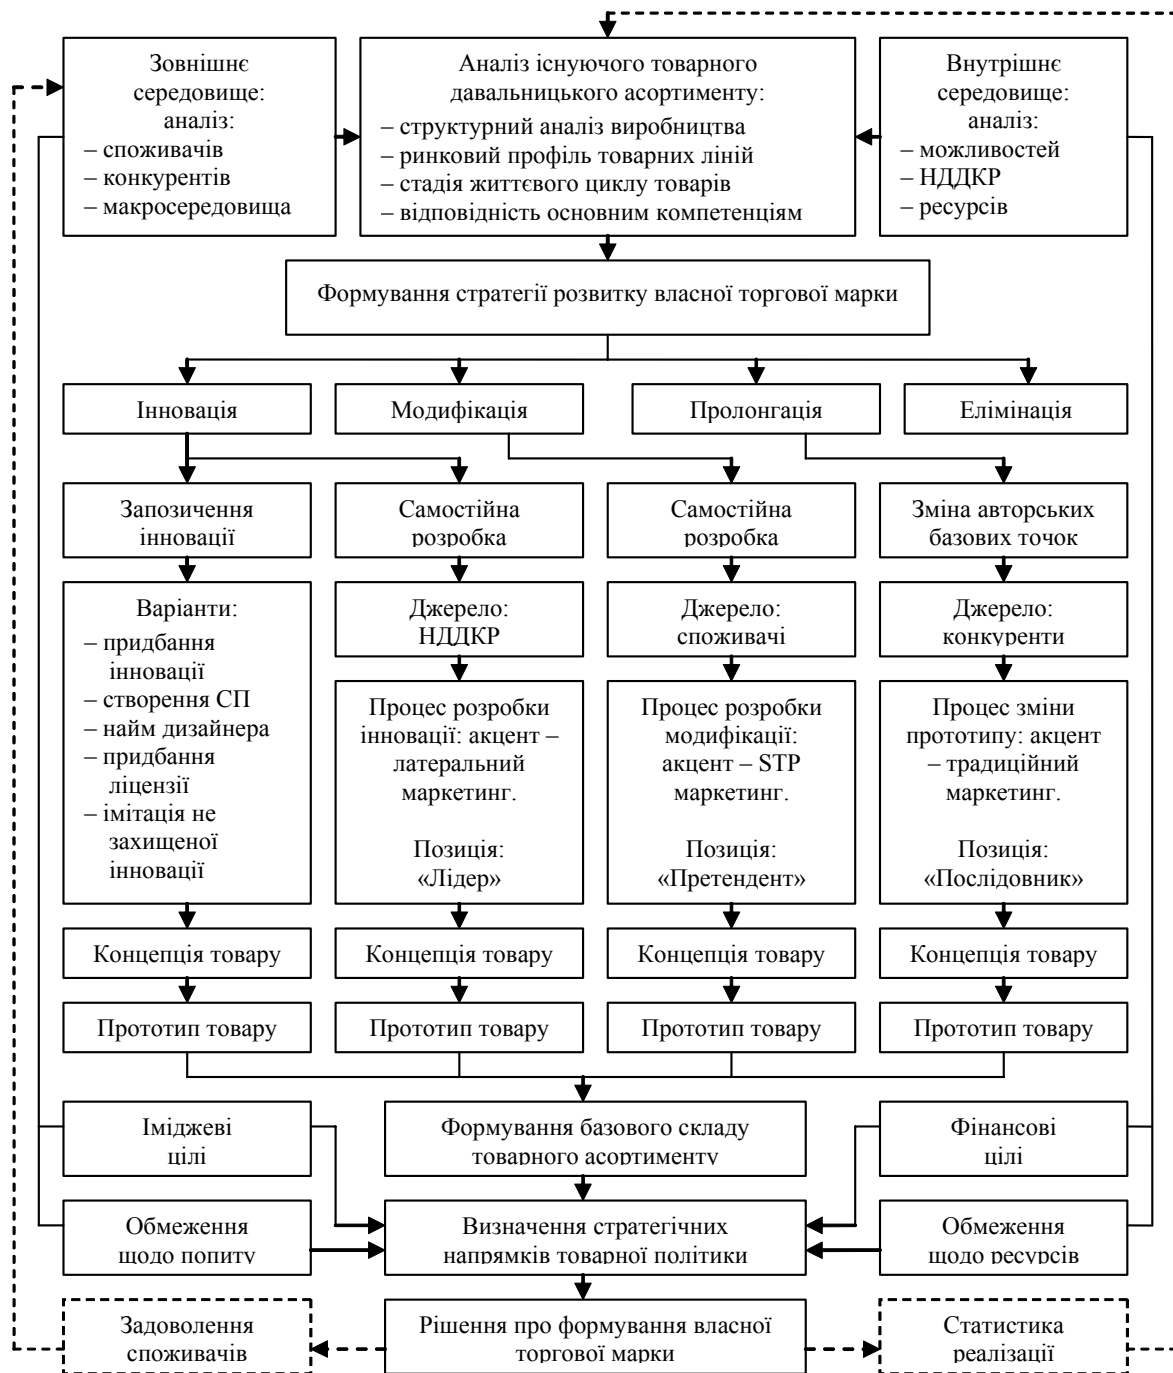 Зовнішнє
середовище:
аналіз:
– споживачів
– конкурентів
– макросередовища
Аналіз існуючого товарного
давальницького асортименту:
– структурний аналіз виробництва
– ринковий профіль товарних ліній
– стадія життєвого циклу товарів
– відповідність основним компетенціям
Внутрішнє
середовище:
аналіз:
– можливостей
– НДДКР
– ресурсів
Формування стратегії розвитку власної торгової марки
Інновація
Модифікація
Пролонгація
Елімінація
Запозичення
інновації
Самостійна
розробка
Самостійна
розробка
Зміна авторських
базових точок
Варіанти:
– придбання
інновації
– створення СП
– найм дизайнера
– придбання
ліцензії
– імітація не
захищеної
інновації
Джерело:
НДДКР
Джерело:
споживачі
Джерело:
конкуренти
Процес розробки
інновації: акцент –
латеральний
маркетинг.
Позиція:
«Лідер»
Процес розробки
модифікації:
акцент – STP
маркетинг.
Позиція:
«Претендент»
Процес зміни
прототипу: акцент
– традиційний
маркетинг.
Позиція:
«Послідовник»
Концепція товару
Концепція товару
Концепція товару
Концепція товару
Прототип товару
Прототип товару
Прототип товару
Прототип товару
Іміджеві
цілі
Формування базового складу
товарного асортименту
Фінансові
цілі
Обмеження
щодо попиту
Визначення стратегічних
напрямків товарної політики
Обмеження
щодо ресурсів
Задоволення
споживачів
Рішення про формування власної
торгової марки
Статистика
реалізації